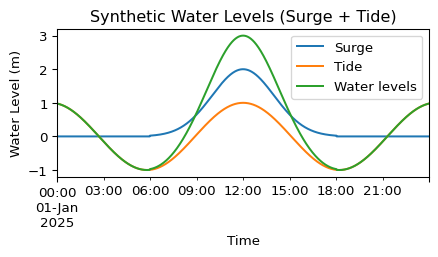 Synthetic Water Levels (Surge + Tide)
Water Level (m)
3
2
1
0
−1
Surge
Tide
Water levels
00:00
01-Jan
2025
03:00
06:00
09:00
12:00
15:00
18:00
21:00
Time